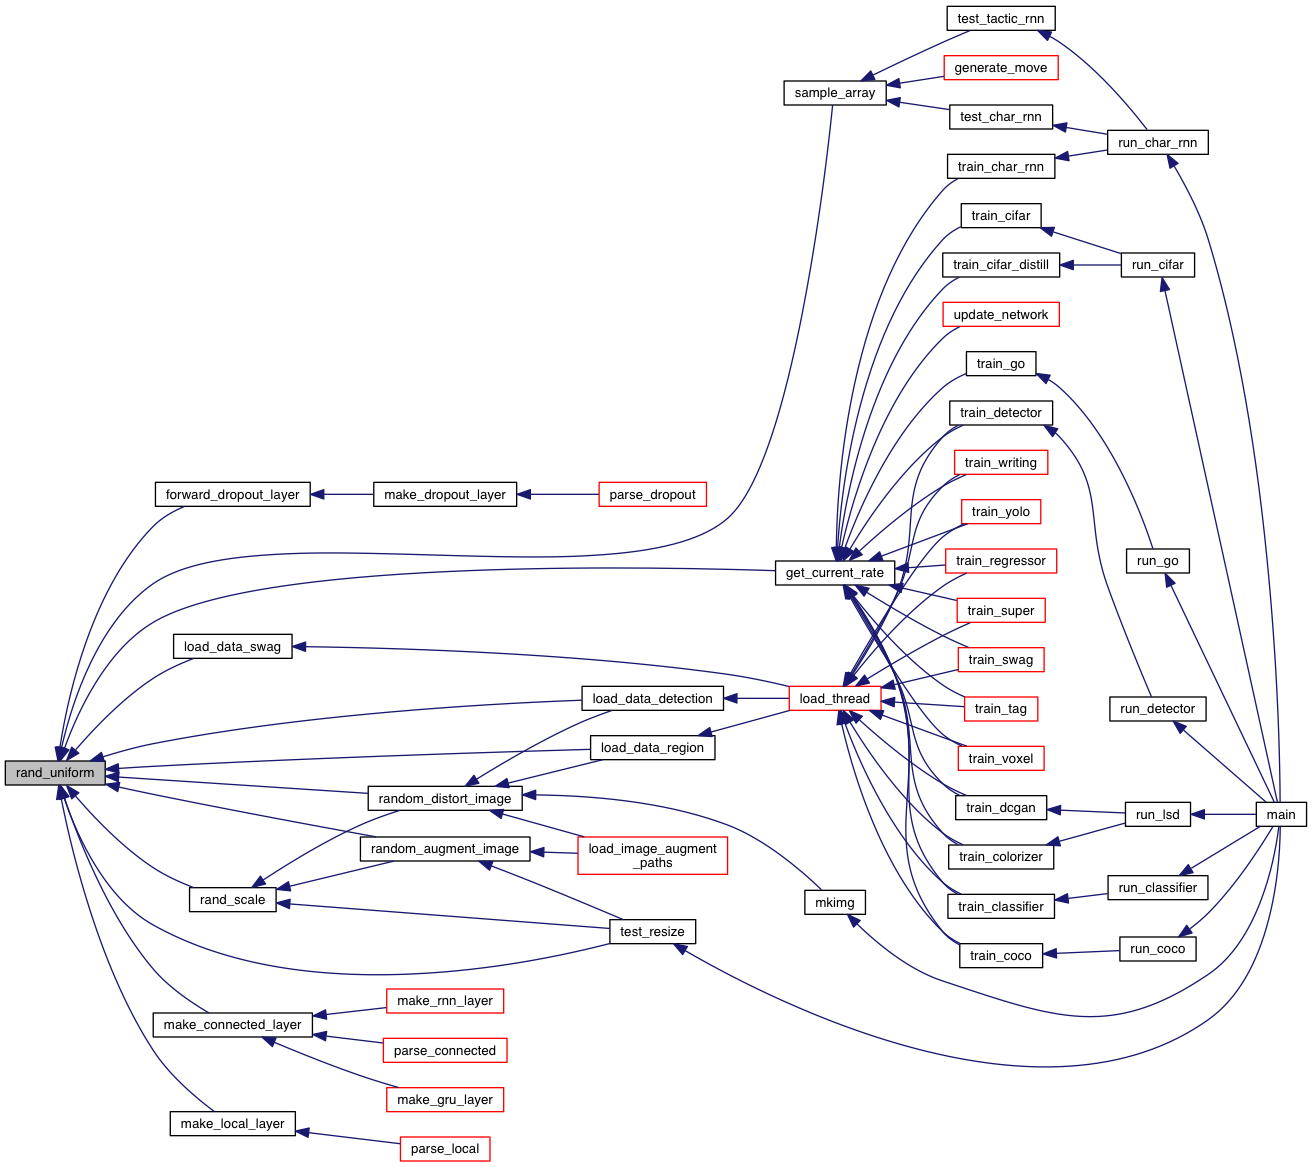 test_tactic_rnn
generate_move
sample_array
test_char_rnn
run_char_rnn
train_char_rnn
train_cifar
train_cifar_distill
run_cifar
update_network
train_go
train_detector
train_writing
forward_dropout_layer
make_dropout_layer
parse_dropout
train_yolo
train_regressor
run_go
get_current_rate
train_super
load_data_swag
train_swag
load_data_detection
load_thread
train_tag
run_detector
load_data_region
train_voxel
rand_uniform
random_distort_image
train_dcgan
run_lsd
main
random_augment_image
load_image_augment
_paths
train_colorizer
run_classifier
rand_scale
mkimg
train_classifier
test_resize
run_coco
train_coco
make_rnn_layer
make_connected_layer
parse_connected
make_gru_layer
make_local_layer
parse_local